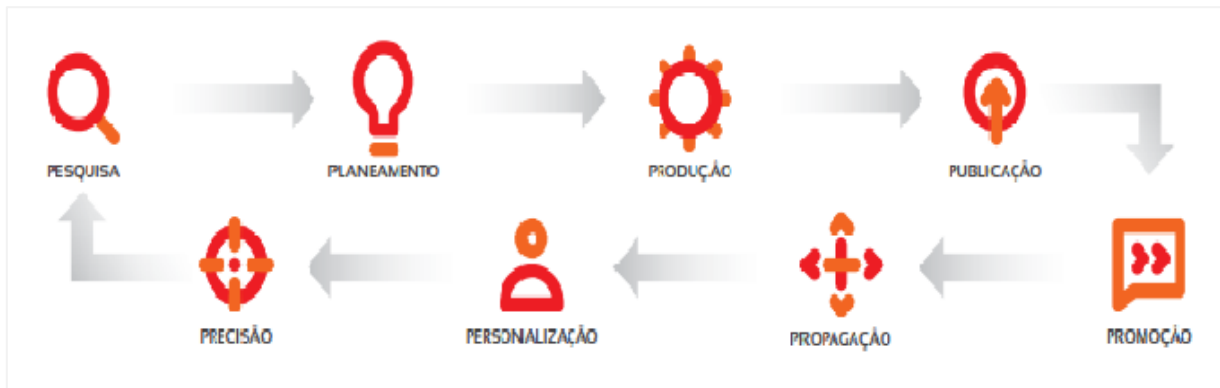 PESQUISA
PLANEAMENTO
PRODUÇÃO
PUBLICAÇÃO
PROMOÇÃO
PROPAGAÇÃO
PERSONALIZAÇÃO
PRECISÃO